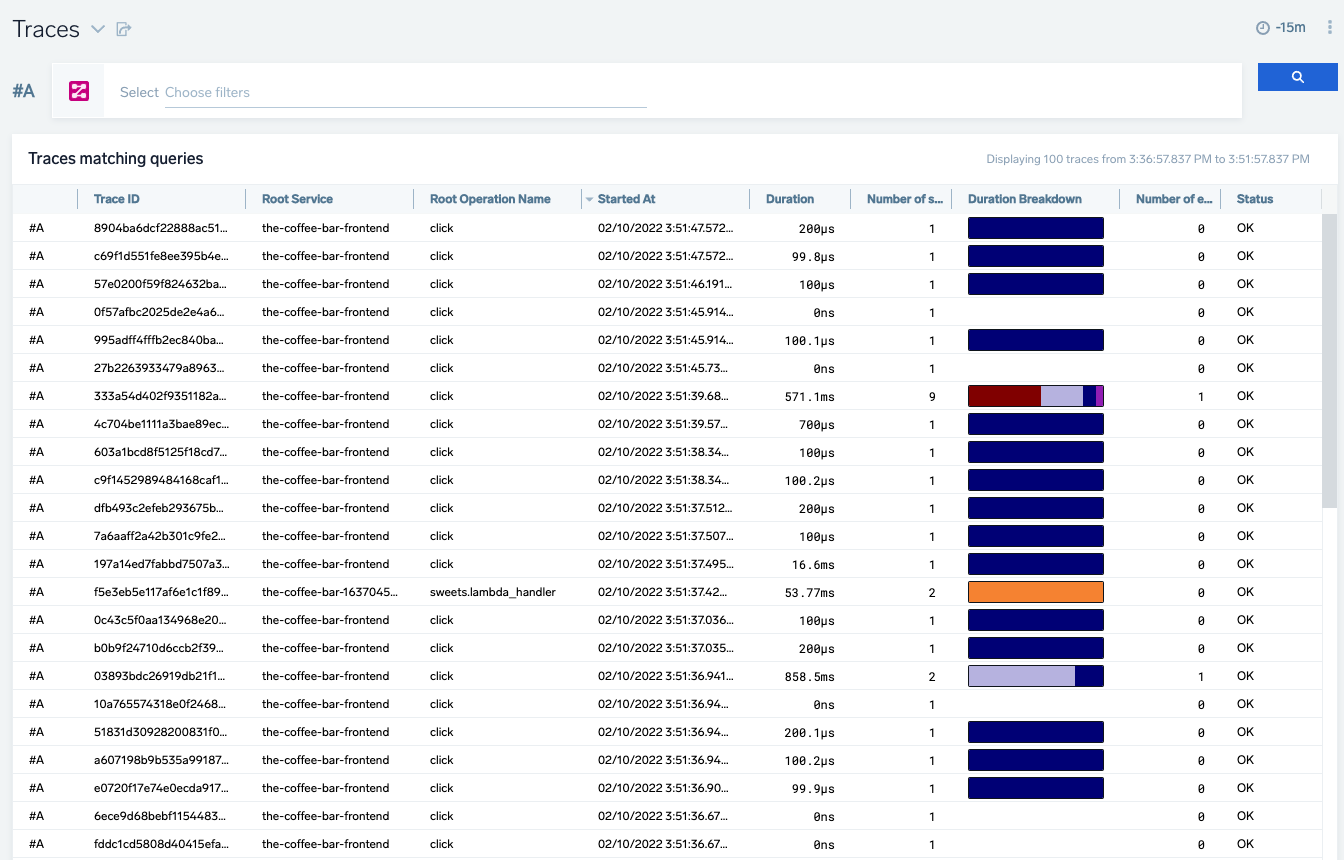 Traces
-15m
#A Select Choose filters
Traces matching queries
Displaying 100 traces from 3:36:57.837 PM to 3:51:57.837 PM
Trace ID Root Service Root Operation Name Started At Duration Number of s... Duration Breakdown Number of e... Status
#A 8904ba6dcf22888ac51... the-coffee-bar-frontend click 02/10/2022 3:51:47.572... 200µs 1 0 OK
#A c69f1d551fe8ee395b4e... the-coffee-bar-frontend click 02/10/2022 3:51:47.572... 99.8µs 1 0 OK
#A 57e0200f59f824632ba... the-coffee-bar-frontend click 02/10/2022 3:51:46.191... 100µs 1 0 OK
#A 0f57afbc2025de2e4a6... the-coffee-bar-frontend click 02/10/2022 3:51:45.914... 0ns 1 0 OK
#A 995adff4fffb2ec840ba... the-coffee-bar-frontend click 02/10/2022 3:51:45.914... 100.1µs 1 0 OK
#A 27b2263933479a8963... the-coffee-bar-frontend click 02/10/2022 3:51:45.73... 0ns 1 0 OK
#A 333a54d402f9351182a... the-coffee-bar-frontend click 02/10/2022 3:51:39.68... 571.1ms 9 1 OK
#A 4c704be1111a3bae89ec... the-coffee-bar-frontend click 02/10/2022 3:51:39.57... 700µs 1 0 OK
#A 603a1bcd8f5125f18cd7... the-coffee-bar-frontend click 02/10/2022 3:51:38.34... 100µs 1 0 OK
#A c9f1452989484168caf1... the-coffee-bar-frontend click 02/10/2022 3:51:38.34... 100.2µs 1 0 OK
#A dfb493c2efeb293675b... the-coffee-bar-frontend click 02/10/2022 3:51:37.512... 200µs 1 0 OK
#A 7a6aaff2a42b301c9fe2... the-coffee-bar-frontend click 02/10/2022 3:51:37.507... 100µs 1 0 OK
#A 197a14ed7fabbd7507a3... the-coffee-bar-frontend click 02/10/2022 3:51:37.495... 16.6ms 1 0 OK
#A f5e3eb5e117af6e1c1f89... the-coffee-bar-1637045... sweets.lambda_handler 02/10/2022 3:51:37.42... 53.77ms 2 0 OK
#A 0c43c5f0aa134968e20... the-coffee-bar-frontend click 02/10/2022 3:51:37.036... 100µs 1 0 OK
#A b0b9f24710d6ccb2f39... the-coffee-bar-frontend click 02/10/2022 3:51:37.035... 200µs 1 0 OK
#A 03893bdc26919db21f1... the-coffee-bar-frontend click 02/10/2022 3:51:36.941... 858.5ms 2 1 OK
#A 10a765574318e0f2468... the-coffee-bar-frontend click 02/10/2022 3:51:36.94... 0ns 1 0 OK
#A 51831d30928200831f0... the-coffee-bar-frontend click 02/10/2022 3:51:36.94... 200.1µs 1 0 OK
#A a607198b9b535a99187... the-coffee-bar-frontend click 02/10/2022 3:51:36.94... 100.2µs 1 0 OK
#A e0720f17e74e0ecda917... the-coffee-bar-frontend click 02/10/2022 3:51:36.90... 99.9µs 1 0 OK
#A 6ece9d68bebf1154483... the-coffee-bar-frontend click 02/10/2022 3:51:36.67... 0ns 1 0 OK
#A fddc1cd5808d40415efa... the-coffee-bar-frontend click 02/10/2022 3:51:36.67... 0ns 1 0 OK